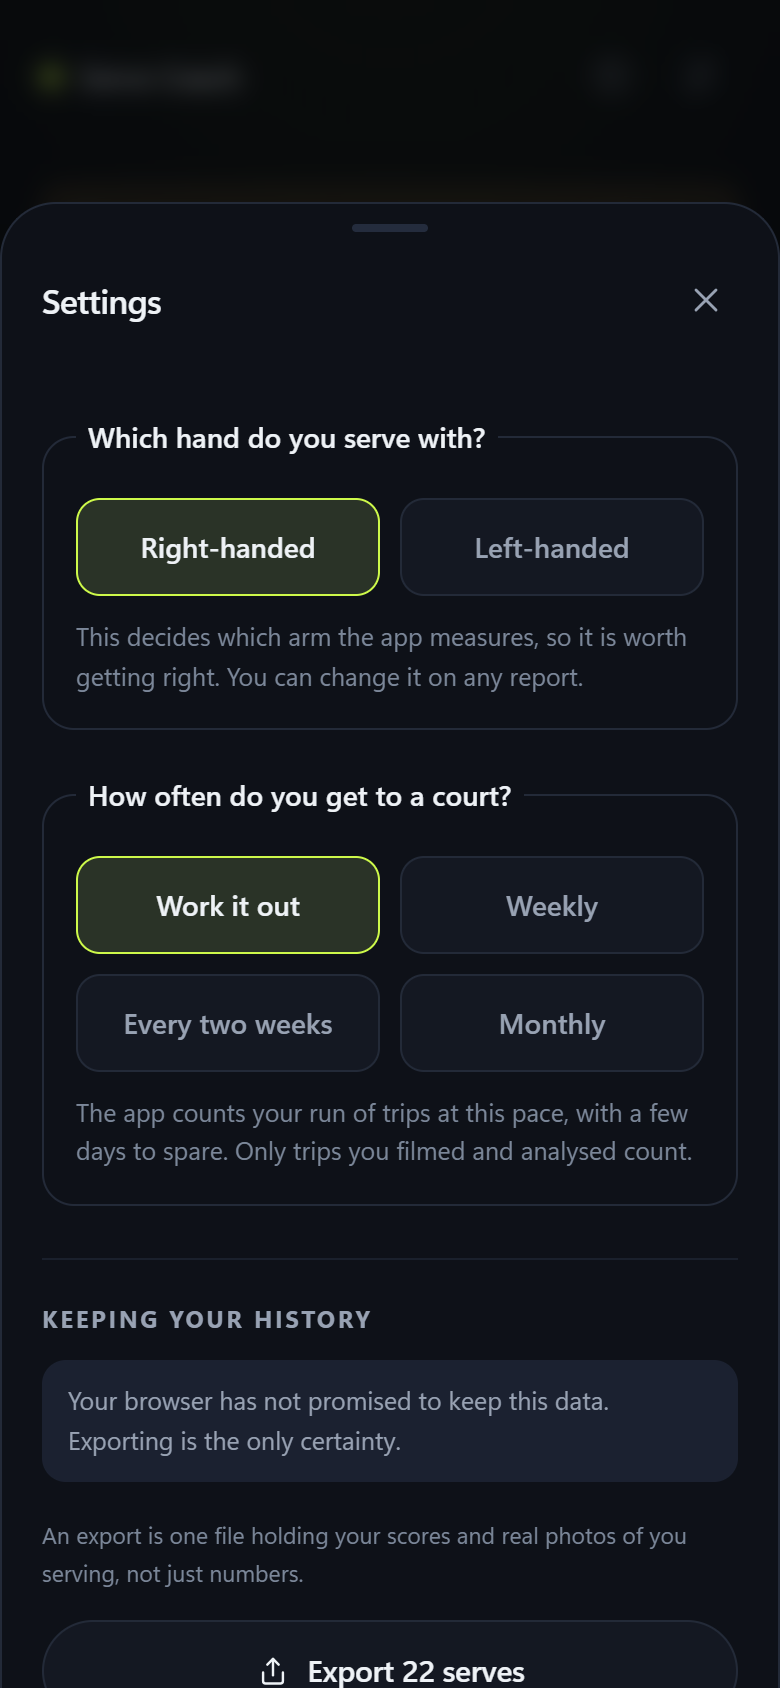 Settings
Which hand do you serve with?
Right-handed
Left-handed
This decides which arm the app measures, so it is worth
getting right. You can change it on any report.
How often do you get to a court?
Work it out
Weekly
Every two weeks
Monthly
The app counts your run of trips at this pace, with a few
days to spare. Only trips you filmed and analysed count.
KEEPING YOUR HISTORY
Your browser has not promised to keep this data.
Exporting is the only certainty.
An export is one file holding your scores and real photos of you
serving, not just numbers.
Export 22 serves